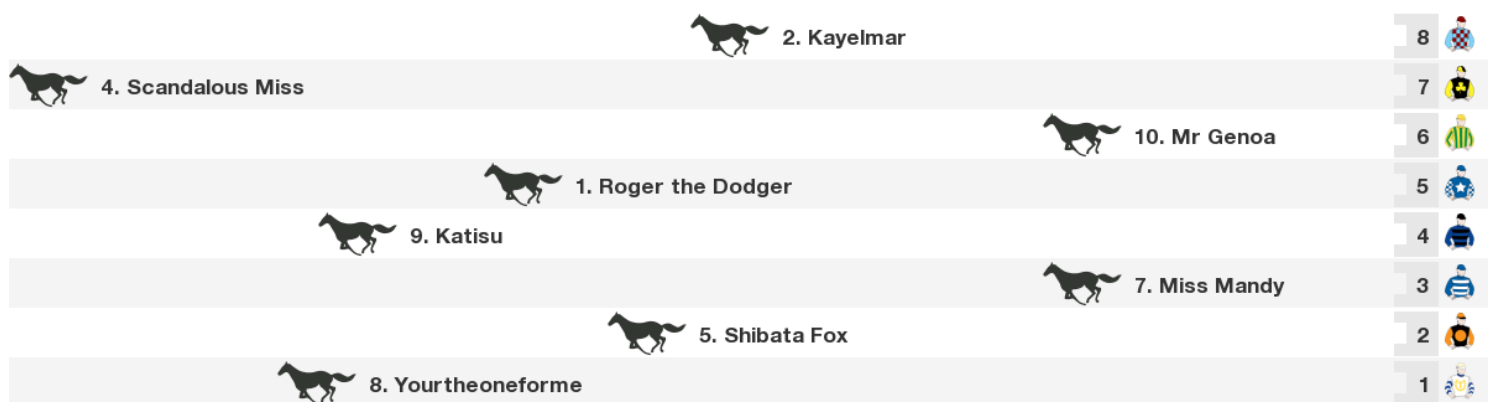 2. Kayelmar 8
4. Scandalous Miss 7
10. Mr Genoa 6
1. Roger the Dodger 5
9. Katisu 4
7. Miss Mandy 3
5. Shibata Fox 2
8. Yourtheoneforme 1